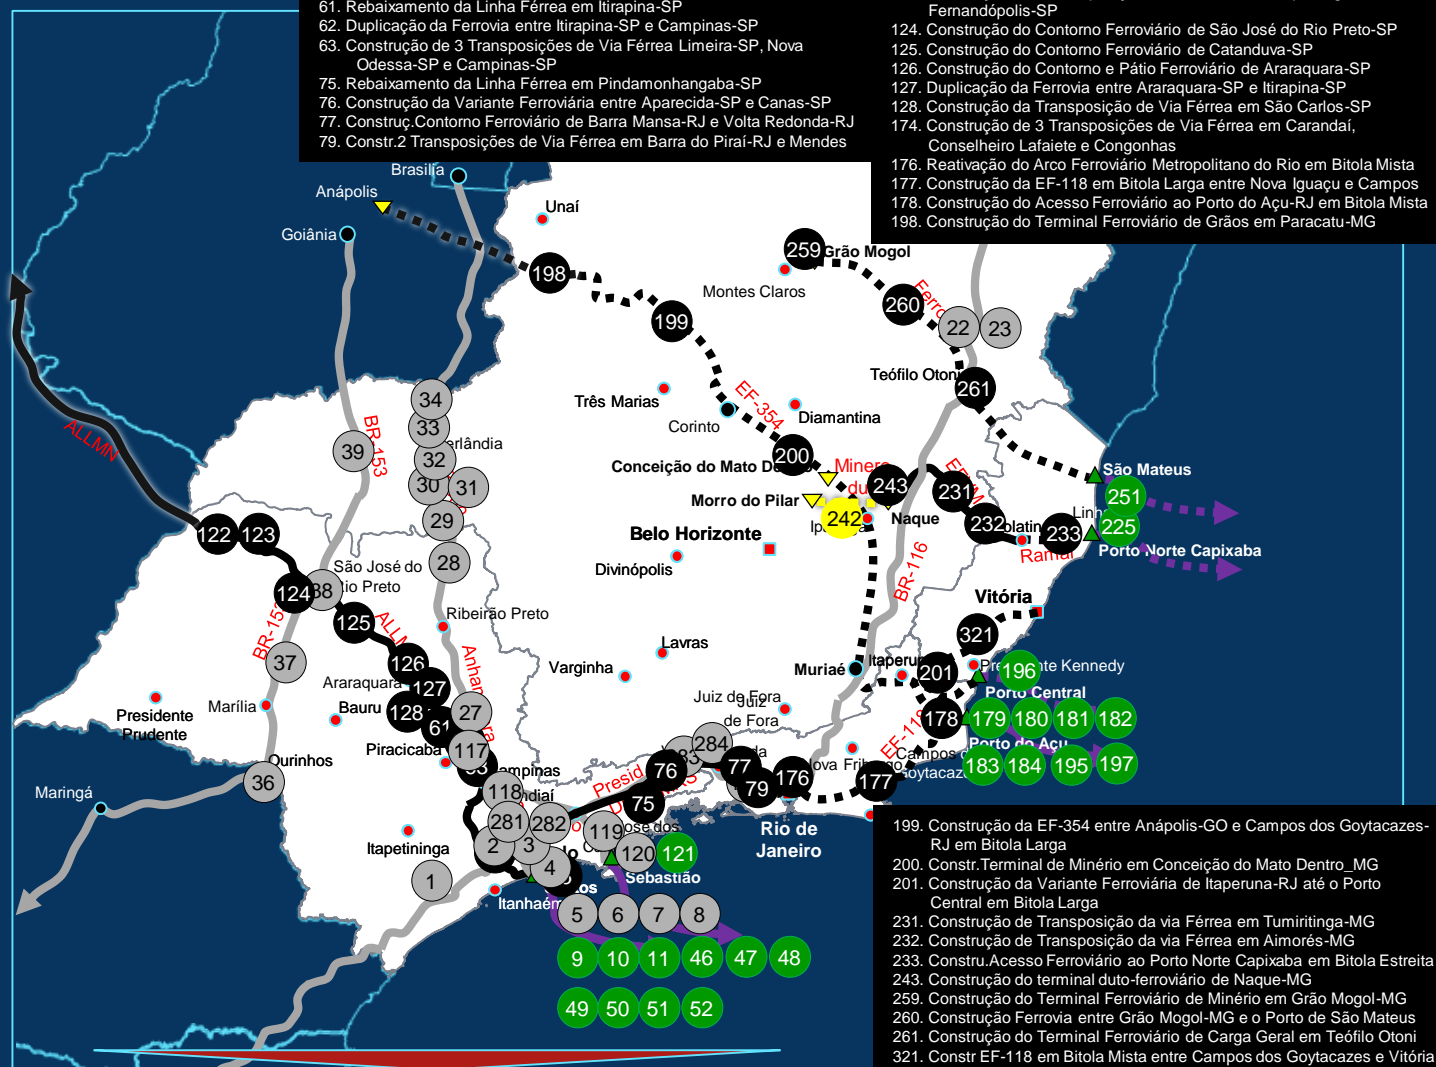 61. Rebaixamento da Linha Férrea em Itirapina-SP
62. Duplicação da Ferrovia entre Itirapina-SP e Campinas-SP
63. Construção de 3 Transposições de Via Férrea Limeira-SP, Nova
Odessa-SP e Campinas-SP
75. Rebaixamento da Linha Férrea em Pindamonhangaba-SP
76. Construção da Variante Ferroviária entre Aparecida-SP e Canas-SP
77. Construç.Contorno Ferroviário de Barra Mansa-RJ e Volta Redonda-RJ
79. Constr.2 Transposições de Via Férrea em Barra do Piraí-RJ e Mendes
Fernandópolis-SP
124. Construção do Contorno Ferroviário de São José do Rio Preto-SP
125. Construção do Contorno Ferroviário de Catanduva-SP
126. Construção do Contorno e Pátio Ferroviário de Araraquara-SP
127. Duplicação da Ferrovia entre Araraquara-SP e Itirapina-SP
128. Construção da Transposição de Via Férrea em São Carlos-SP
174. Construção de 3 Transposições de Via Férrea em Carandaí,
Conselheiro Lafaiete e Congonhas
176. Reativação do Arco Ferroviário Metropolitano do Rio em Bitola Mista
177. Construção da EF-118 em Bitola Larga entre Nova Iguaçu e Campos
178. Construção do Acesso Ferroviário ao Porto do Açu-RJ em Bitola Mista
198. Construção do Terminal Ferroviário de Grãos em Paracatu-MG
Brasília
Anápolis
Unaí
Goiânia
259
Grão Mogol
198
Montes Claros
260
199
22
23
Teófilo Otoni
261
34
Três Marias
EF-354
Diamantina
Corinto
33
BR-153
ALLMN
39
32
200
Conceição do Mato
São Mateus
30
31
243
231
251
Morro do Pilar
242
Naque
29
232
233
225
122
123
Belo Horizonte
Ramal
Porto Norte Capixaba
28
Divinópolis
BR-116
São José do
124
Vitória
125
Ribeirão Preto
321
BR-15
37
126
Lavras
Varginha
Muriaé
201
196
Araraquara
127
Porto Central
Presidente
Prudente
Marília
Bauru
128
61
27
Juiz de Fora
Juiz
de Fora
178
179
180
181
182
Porto do Açu
Piracicaba
117
284
EF-118
Ourinhos
36
76
77
183
184
195
197
Maringá
118
75
79
176
177
281
282
119
Rio de
Janeiro
Itapetininga
2
3
120
121
1
4
Sebastião
Itanhaém
5
6
7
8
9
10
11
46
47
48
49
50
51
52
199. Construção da EF-354 entre Anápolis-GO e Campos dos Goytacazes-
RJ em Bitola Larga
200. Constr.Terminal de Minério em Conceição do Mato Dentro_MG
201. Construção da Variante Ferroviária de Itaperuna-RJ até o Porto
Central em Bitola Larga
231. Construção de Transposição da via Férrea em Tumiritinga-MG
232. Construção de Transposição da via Férrea em Aimorés-MG
233. Constru.Acesso Ferroviário ao Porto Norte Capixaba em Bitola Estreita
243. Construção do terminal duto-ferroviário de Naque-MG
259. Construção do Terminal Ferroviário de Minério em Grão Mogol-MG
260. Construção Ferrovia entre Grão Mogol-MG e o Porto de São Mateus
261. Construção do Terminal Ferroviário de Carga Geral em Teófilo Otoni
321. Constr EF-118 em Bitola Mista entre Campos dos Goytacazes e Vitória